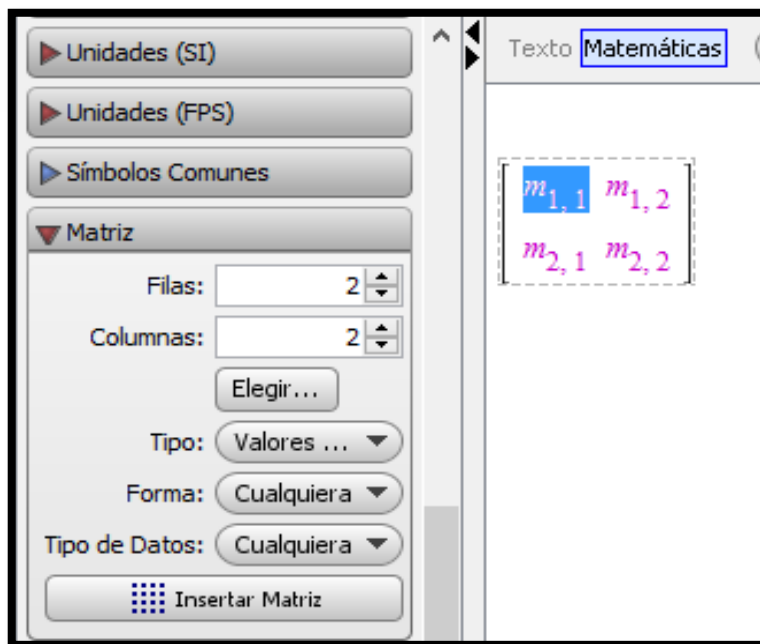 Unidades (SI)
Unidades (FPS)
Símbolos Comunes
Matriz
Filas: 2
Columnas: 2
Elegir...
Tipo: Valores ...
Forma: Cualquiera
Tipo de Datos: Cualquiera
Insertar Matriz
Texto Matemáticas
m1, 1 m1, 2
m2, 1 m2, 2